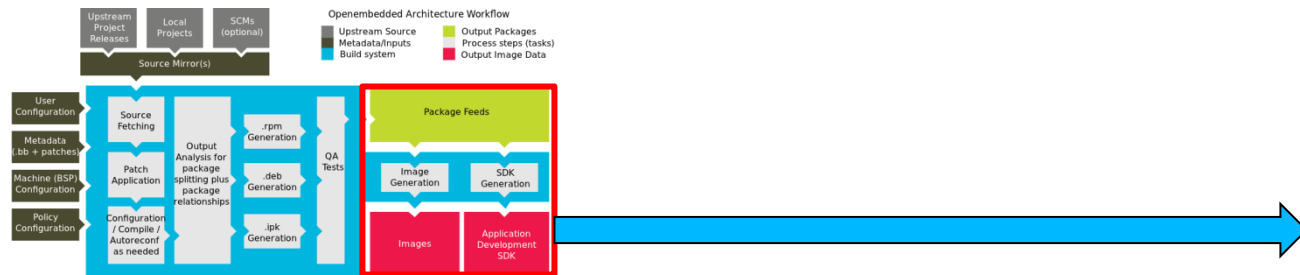 Upstream
Project
Releases
Local
Projects
SCMs
(optional)
Openembedded Architecture Workflow
Upstream Source
Metadata/Inputs
Build system
Output Packages
Process steps (tasks)
Output Image Data
Source Mirror(s)
User
Configuration
Metadata
(.bb + patches)
Machine (BSP)
Configuration
Policy
Configuration
Source
Fetching
Patch
Application
Configuration
/ Compile /
Autoreconf
as needed
Output
Analysis for
package
splitting plus
package
relationships
.rpm
Generation
.deb
Generation
.ipk
Generation
QA
Tests
Package Feeds
Image
Generation
SDK
Generation
Images
Application
Development
SDK